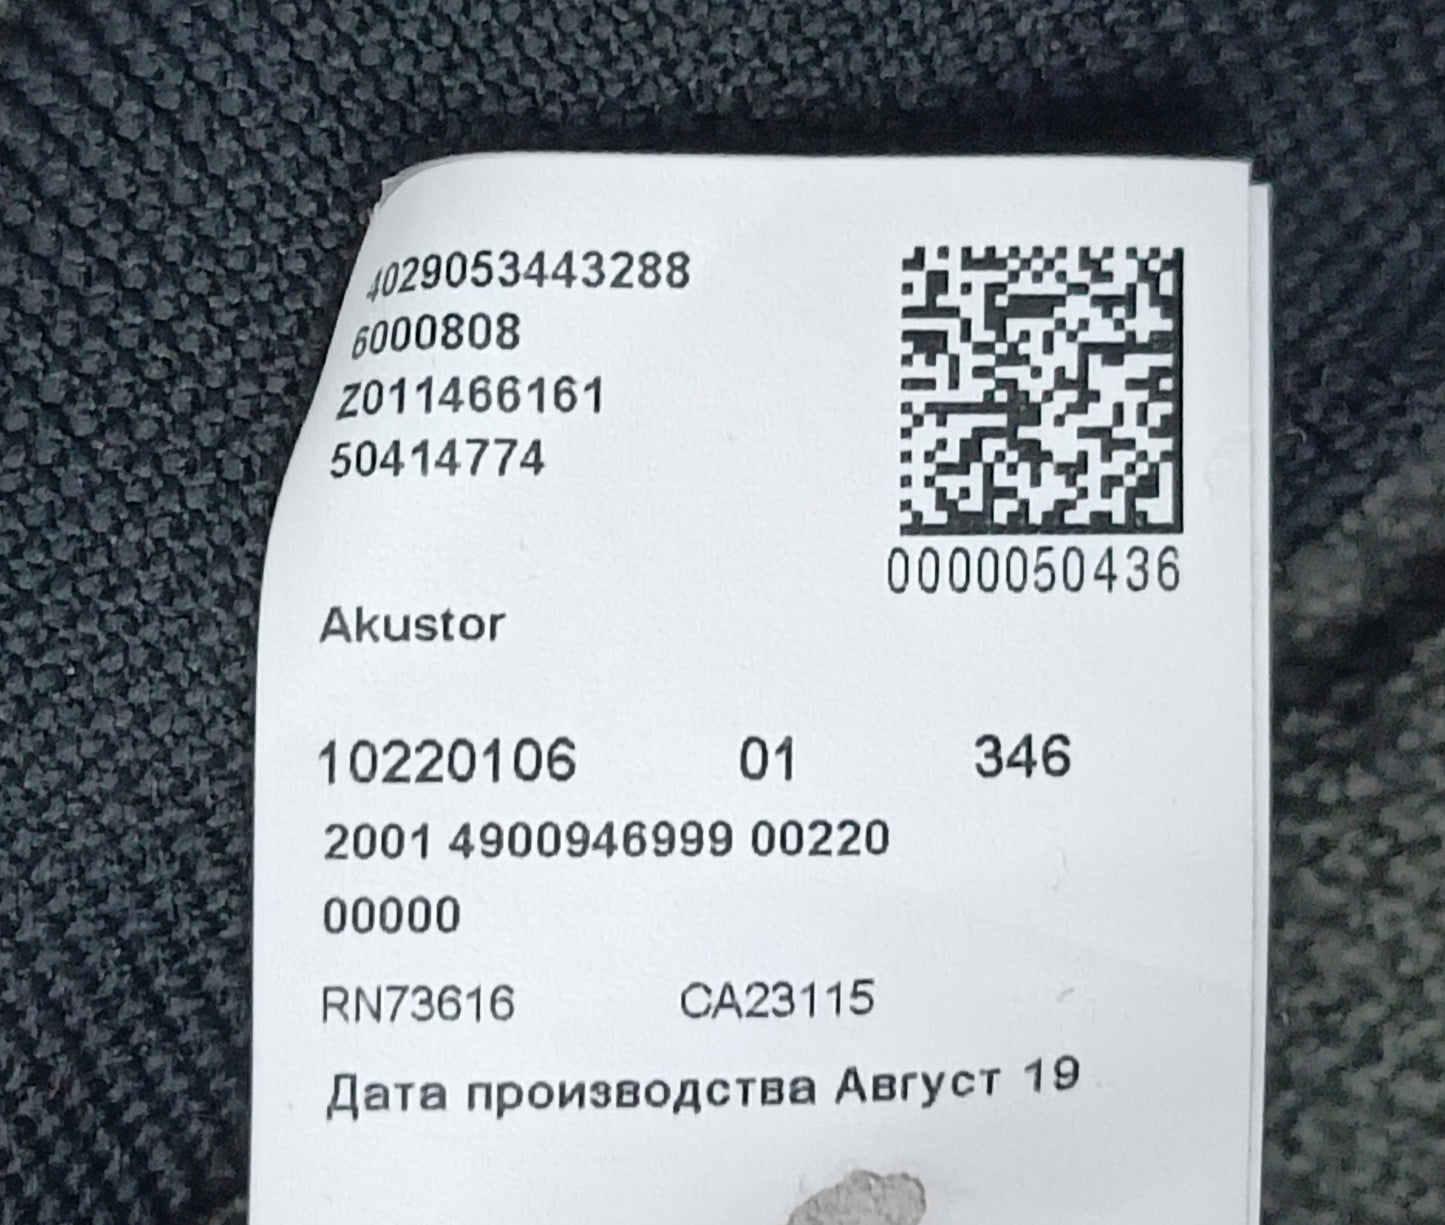 4029053443288
6000808
Z011466161
50414774
0000050436
Akustor
10220106 01 346
2001 4900946999 00220
00000
RN73616 CA23115
Дата производства Август 19